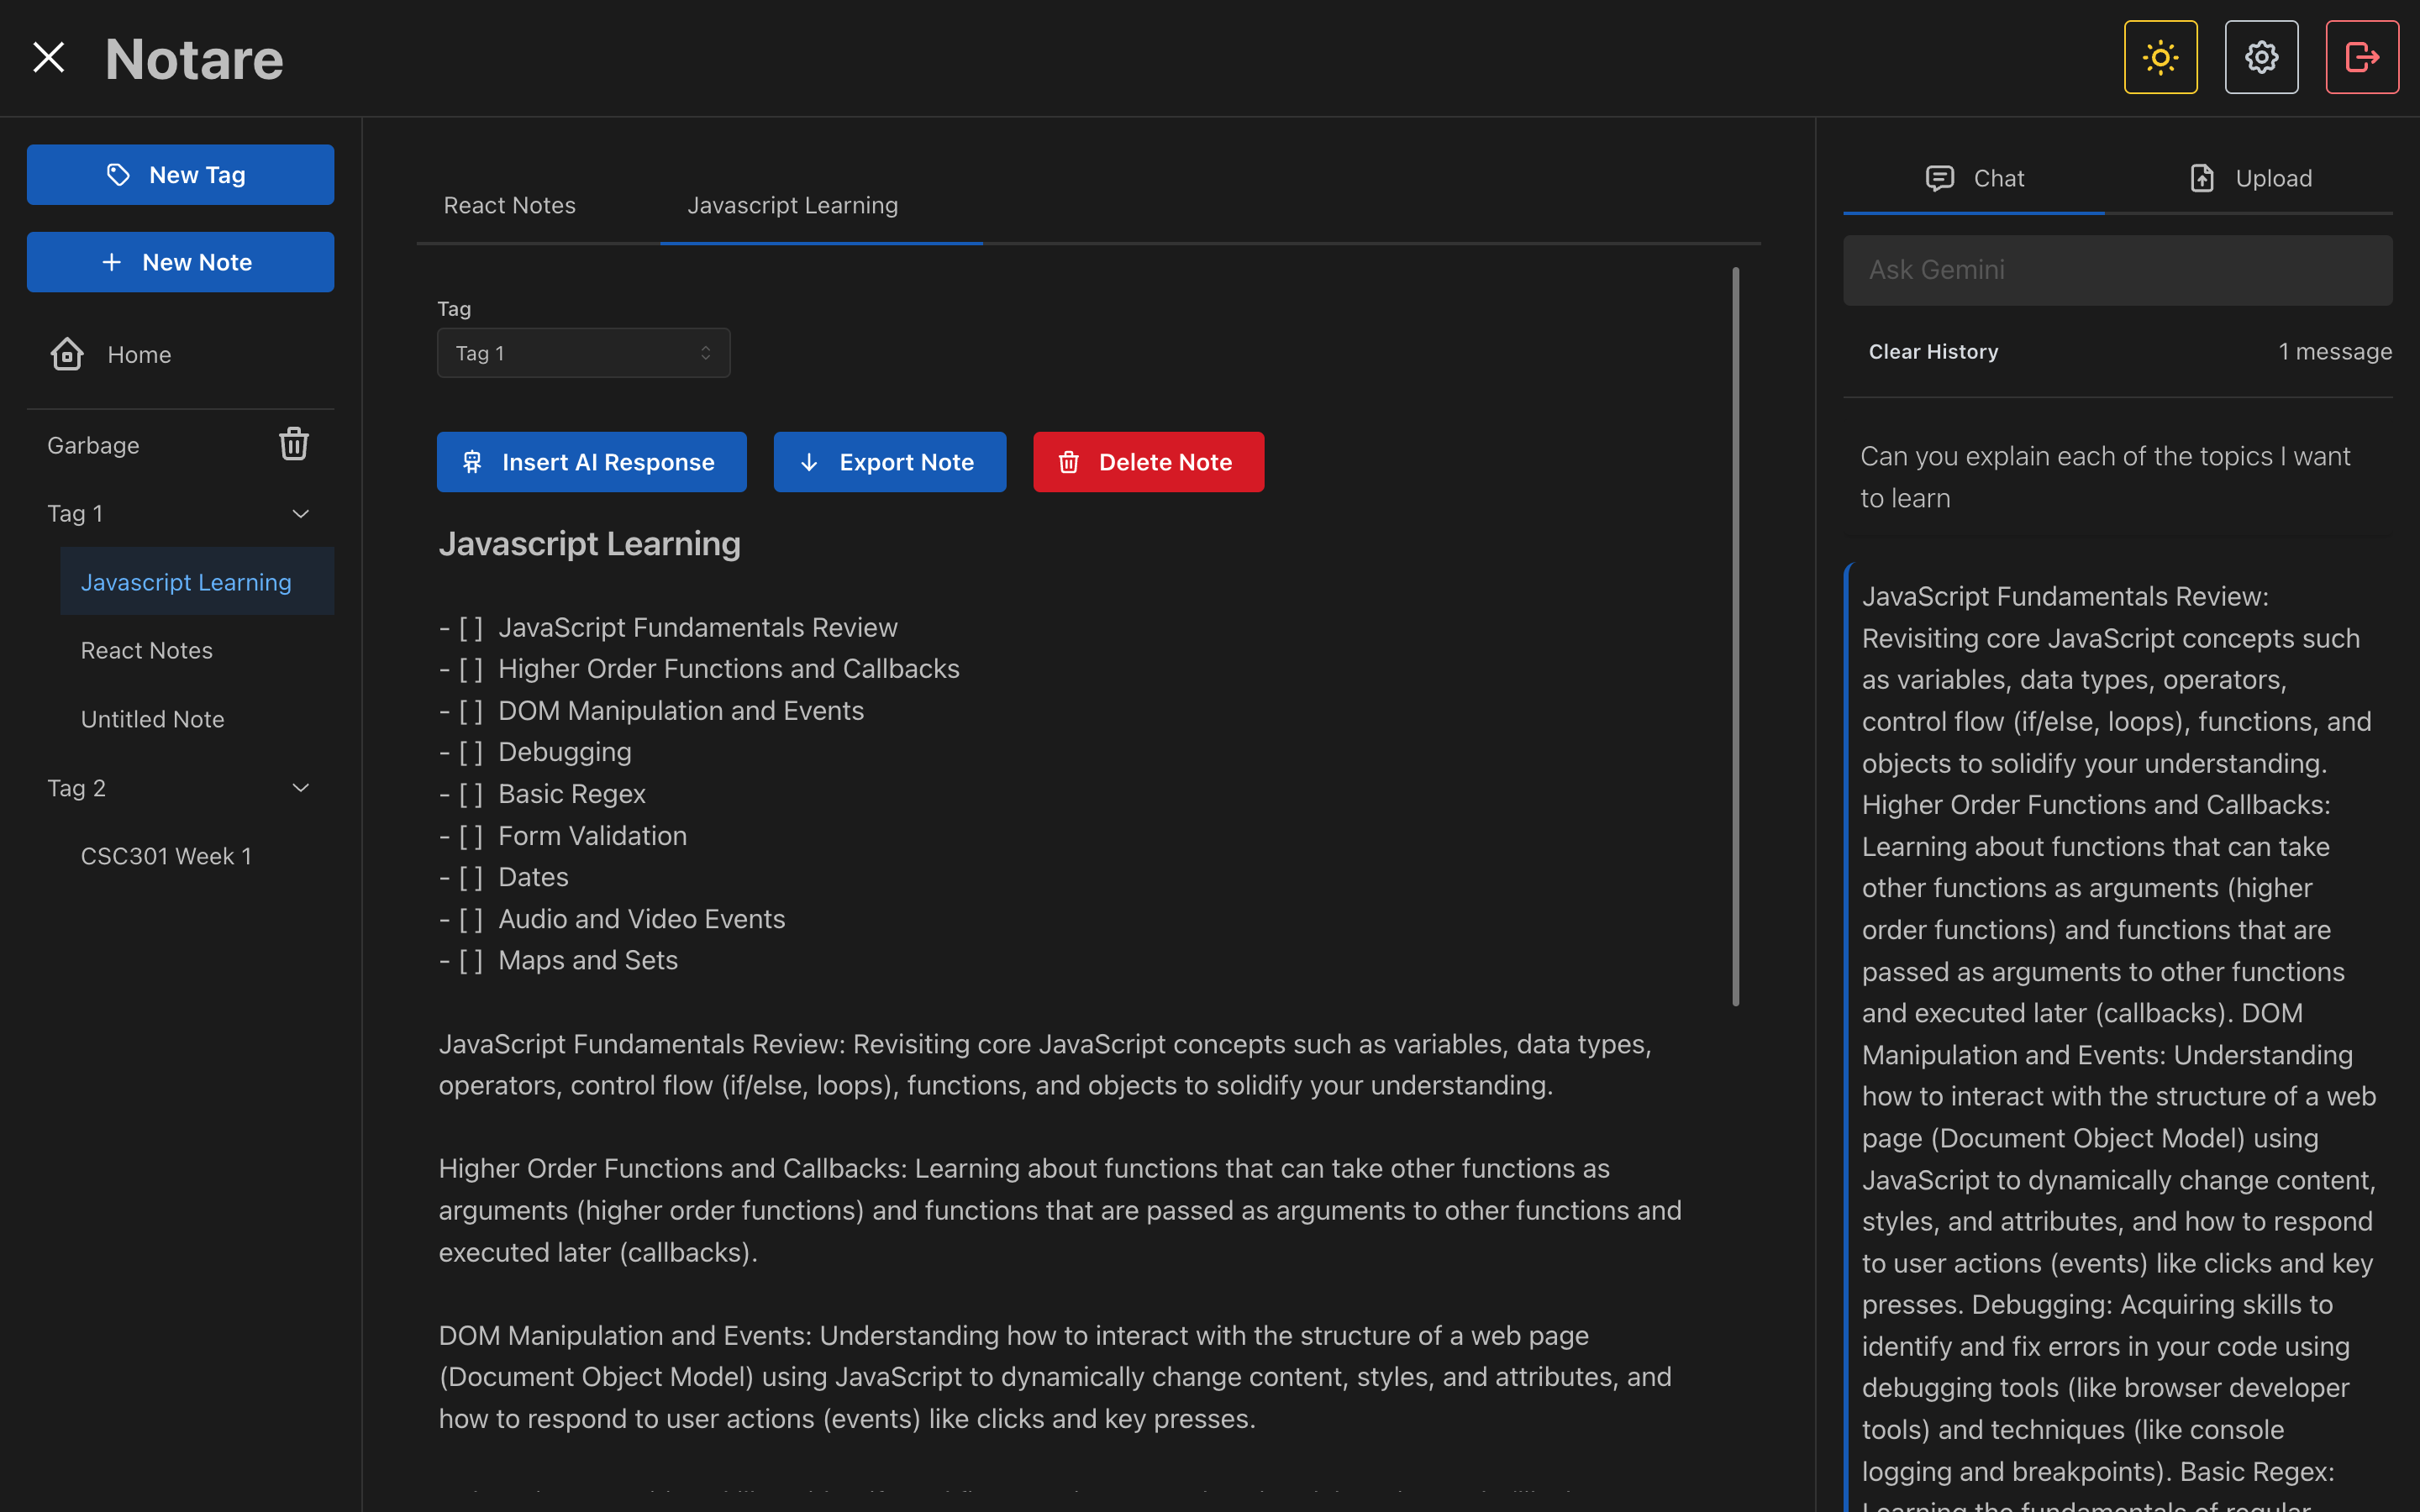 Notare
New Tag
New Note
Home
Garbage
Tag 1
Javascript Learning
React Notes
Untitled Note
Tag 2
CSC301 Week 1
React Notes
Javascript Learning
Tag
Tag 1
Insert AI Response
Export Note
Delete Note
Javascript Learning
- [ ] JavaScript Fundamentals Review
- [ ] Higher Order Functions and Callbacks
- [ ] DOM Manipulation and Events
- [ ] Debugging
- [ ] Basic Regex
- [ ] Form Validation
- [ ] Dates
- [ ] Audio and Video Events
- [ ] Maps and Sets
JavaScript Fundamentals Review: Revisiting core JavaScript concepts such as variables, data types,
operators, control flow (if/else, loops), functions, and objects to solidify your understanding.
Higher Order Functions and Callbacks: Learning about functions that can take other functions as
arguments (higher order functions) and functions that are passed as arguments to other functions and
executed later (callbacks).
DOM Manipulation and Events: Understanding how to interact with the structure of a web page
(Document Object Model) using JavaScript to dynamically change content, styles, and attributes, and
how to respond to user actions (events) like clicks and key presses.
Chat
Upload
Ask Gemini
Clear History
1 message
Can you explain each of the topics I want
to learn
JavaScript Fundamentals Review:
Revisiting core JavaScript concepts such
as variables, data types, operators,
control flow (if/else, loops), functions, and
objects to solidify your understanding.
Higher Order Functions and Callbacks:
Learning about functions that can take
other functions as arguments (higher
order functions) and functions that are
passed as arguments to other functions
and executed later (callbacks). DOM
Manipulation and Events: Understanding
how to interact with the structure of a web
page (Document Object Model) using
JavaScript to dynamically change content,
styles, and attributes, and how to respond
to user actions (events) like clicks and key
presses. Debugging: Acquiring skills to
identify and fix errors in your code using
debugging tools (like browser developer
tools) and techniques (like console
logging and breakpoints). Basic Regex:
Learning the fundamentals of regular